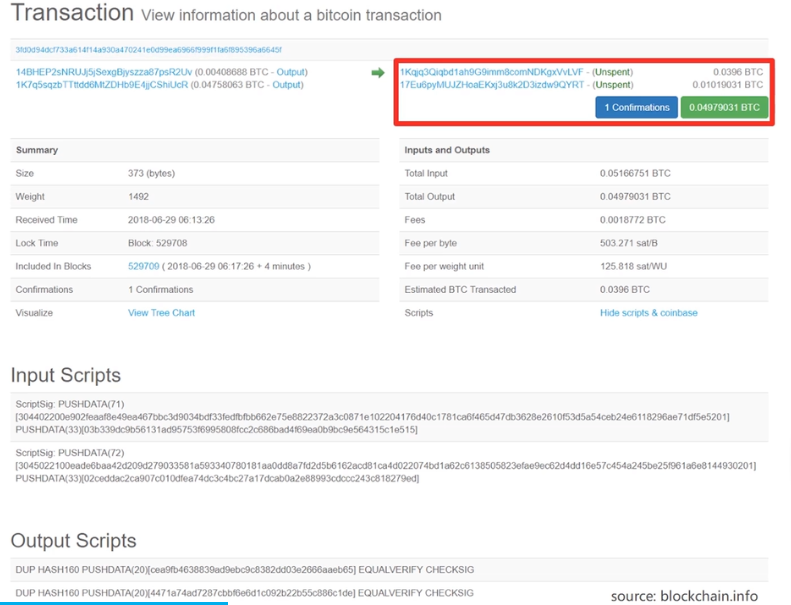 Transaction View information about a bitcoin transaction
3fd0d94dcf733a614f14a930a470241e0d99ea6966f999f1fa6f895396a6645f
14BHEP2sNRUJj5jSexgBjyszza87psR2Uv (0.00408688 BTC - Output)
1K7q5sqzbTTftdd6MtZDHb9E4jjCShiUcR (0.04758063 BTC - Output)
1Kqjq3Qiqbd1ah9G9rmm8comNDKgxVvLVF - (Unspent) 0.0396 BTC
17Eu6pyMUJZHoaEKxj3u8k2D3izdw9QYRT - (Unspent) 0.01019031 BTC
1 Confirmations 0.04979031 BTC
Summary
Size 373 (bytes)
Weight 1492
Received Time 2018-06-29 06:13:26
Lock Time Block: 529708
Included In Blocks 529709 ( 2018-06-29 06:17:26 + 4 minutes )
Confirmations 1 Confirmations
Visualize View Tree Chart
Inputs and Outputs
Total Input 0.05166751 BTC
Total Output 0.04979031 BTC
Fees 0.0018772 BTC
Fee per byte 503.271 sat/B
Fee per weight unit 125.818 sat/WU
Estimated BTC Transacted 0.0396 BTC
Scripts Hide scripts & coinbase
Input Scripts
ScriptSig: PUSHDATA(71)
[304402200e902feaaf8e49ea467bbc3d9034bdf33fedfbfbb662e75e8822372a3c0871e102204176d40c1781ca6f465d47db3628e2610f53d5a54ceb24e6118296ae71df5e5201]
PUSHDATA(33)[03b339dc9b56131ad95753f6995808fcc2c686bad4f69ea0b9bc9e564315c1e515]
ScriptSig: PUSHDATA(72)
[3045022100eade6baa42d209d279033581a593340780181aa0dd8a7fd2d5b6162acd81ca4d022074bd1a62c6138505823efae9ec62d4dd16e57c454a245be25f961a6e8144930201]
PUSHDATA(33)[02ceddac2ca907c010dfea74dc3c4bc27a17dcab0a2e88993cdccc243c818279ed]
Output Scripts
DUP HASH160 PUSHDATA(20)[cea9fb4638839ad9ebc9c8382dd03e2666aaeb65] EQUALVERIFY CHECKSIG
DUP HASH160 PUSHDATA(20)[4471a74ad7287cbbf6e6d1c092b22b55c886c1de] EQUALVERIFY CHECKSIG
source: blockchain.info